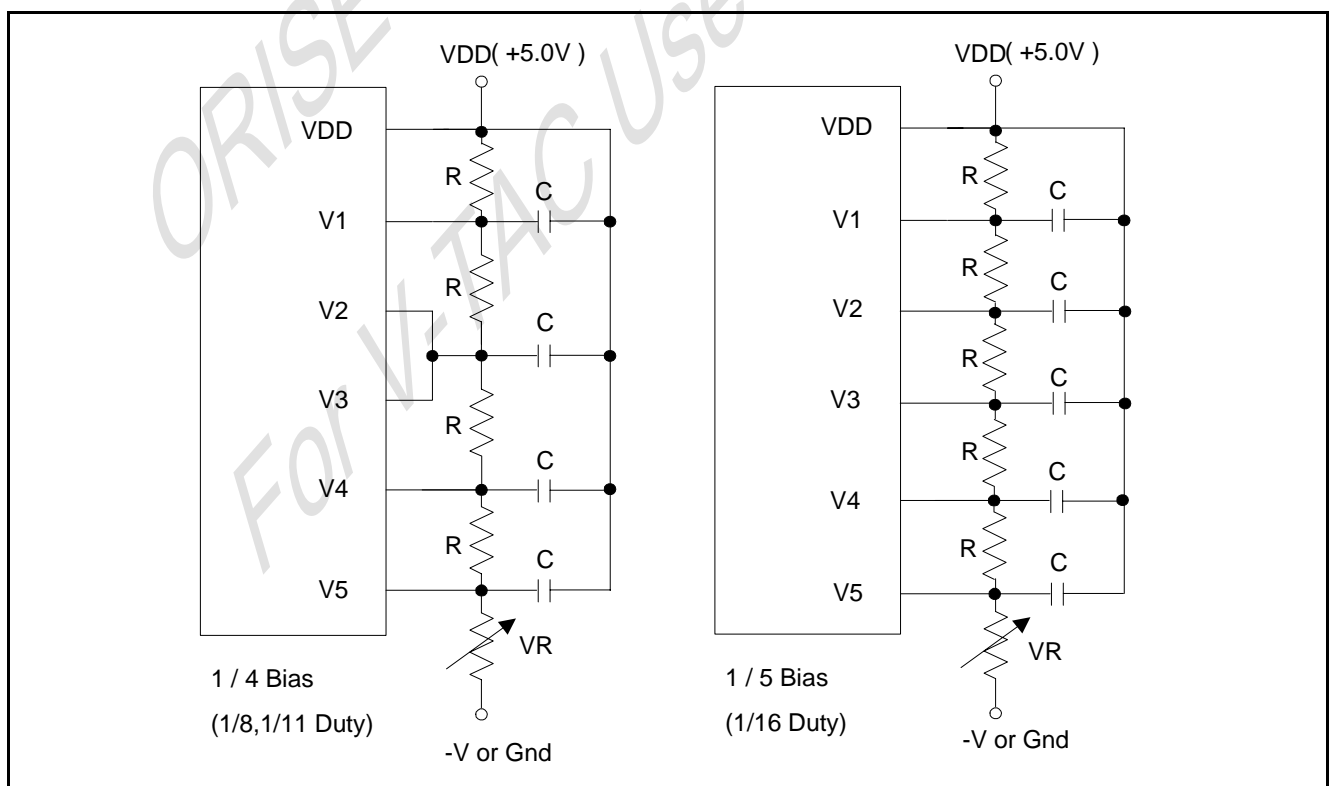 ORISE
For V-TAC Use
VDD( +5.0V )
VDD
R
C
V1
R
V2
C
V3
R
C
V4
R
C
V5
VR
1 / 4 Bias
(1/8,1/11 Duty)
-V or Gnd
VDD( +5.0V )
VDD
R
C
V1
R
C
V2
R
C
V3
R
C
V4
R
C
V5
VR
1 / 5 Bias
(1/16 Duty)
-V or Gnd